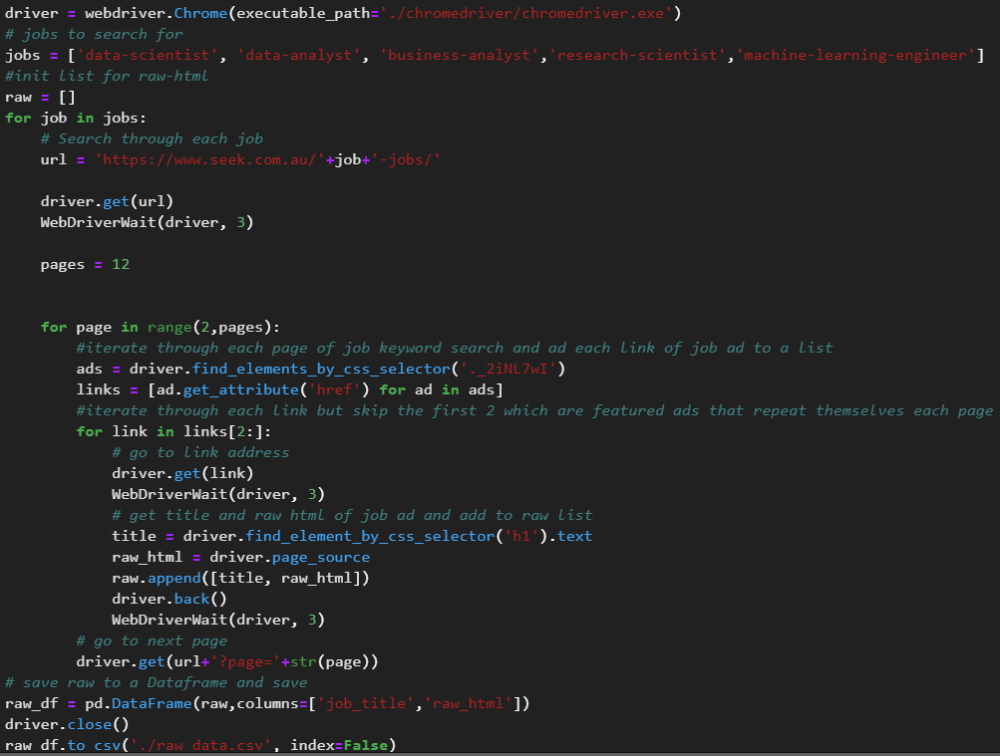 driver = webdriver.Chrome(executable_path='./chromedriver/chromedriver.exe')
# jobs to search for
jobs = ['data-scientist', 'data-analyst', 'business-analyst','research-scientist','machine-learning-engineer']
#init list for raw-html
raw = []
for job in jobs:
    # Search through each job
    url = 'https://www.seek.com.au/'+job+'-jobs/'
    driver.get(url)
    WebDriverWait(driver, 3)
    pages = 12
    for page in range(2,pages):
        #iterate through each page of job keyword search and ad each link of job ad to a list
        ads = driver.find_elements_by_css_selector('._2iNL7wI')
        links = [ad.get_attribute('href') for ad in ads]
        #iterate through each link but skip the first 2 which are featured ads that repeat themselves each page
        for link in links[2:]:
            # go to link address
            driver.get(link)
            WebDriverWait(driver, 3)
            # get title and raw html of job ad and add to raw list
            title = driver.find_element_by_css_selector('h1').text
            raw_html = driver.page_source
            raw.append([title, raw_html])
            driver.back()
            WebDriverWait(driver, 3)
        # go to next page
        driver.get(url+'?page='+str(page))
# save raw to a Dataframe and save
raw_df = pd.DataFrame(raw,columns=['job_title','raw_html'])
driver.close()
raw_df.to_csv('./raw_data.csv', index=False)